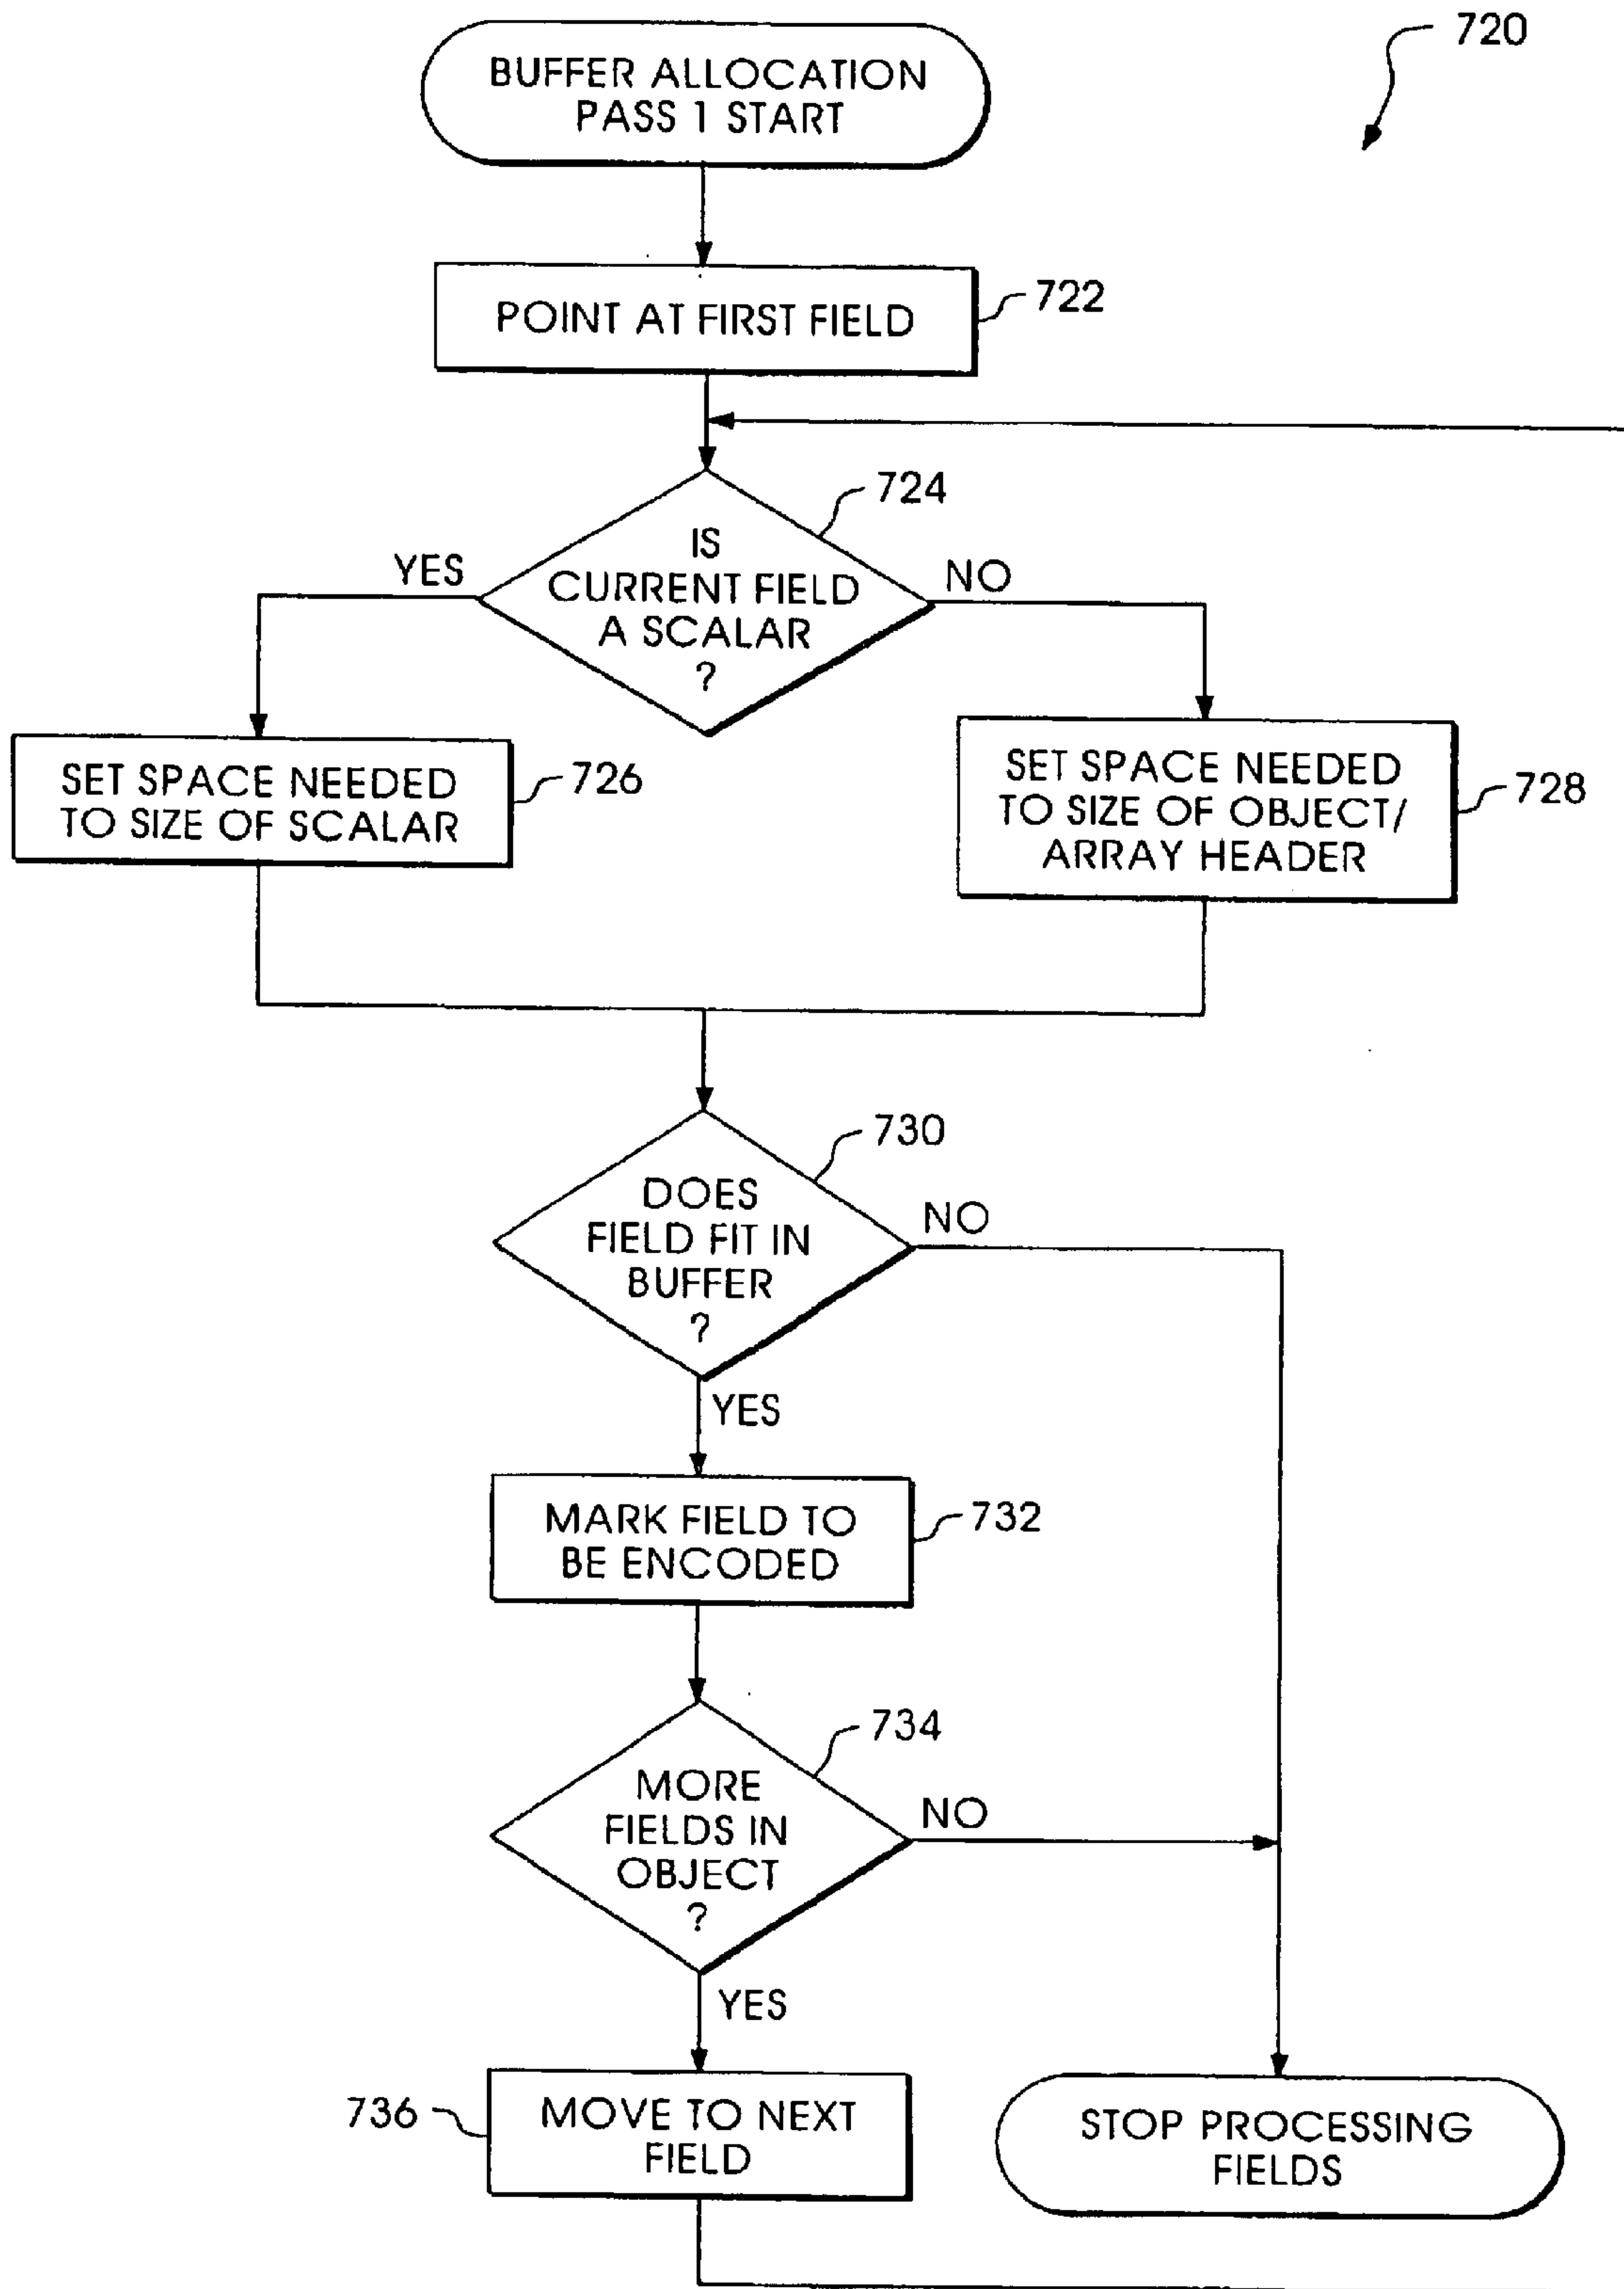 720
BUFFER ALLOCATION
PASS 1 START
POINT AT FIRST FIELD
722
724
IS
CURRENT FIELD
A SCALAR
?
YES
NO
SET SPACE NEEDED
TO SIZE OF SCALAR
726
SET SPACE NEEDED
TO SIZE OF OBJECT/
ARRAY HEADER
728
730
DOES
FIELD FIT IN
BUFFER
?
NO
YES
MARK FIELD TO
BE ENCODED
732
734
MORE
FIELDS IN
OBJECT
?
NO
YES
736
MOVE TO NEXT
FIELD
STOP PROCESSING
FIELDS